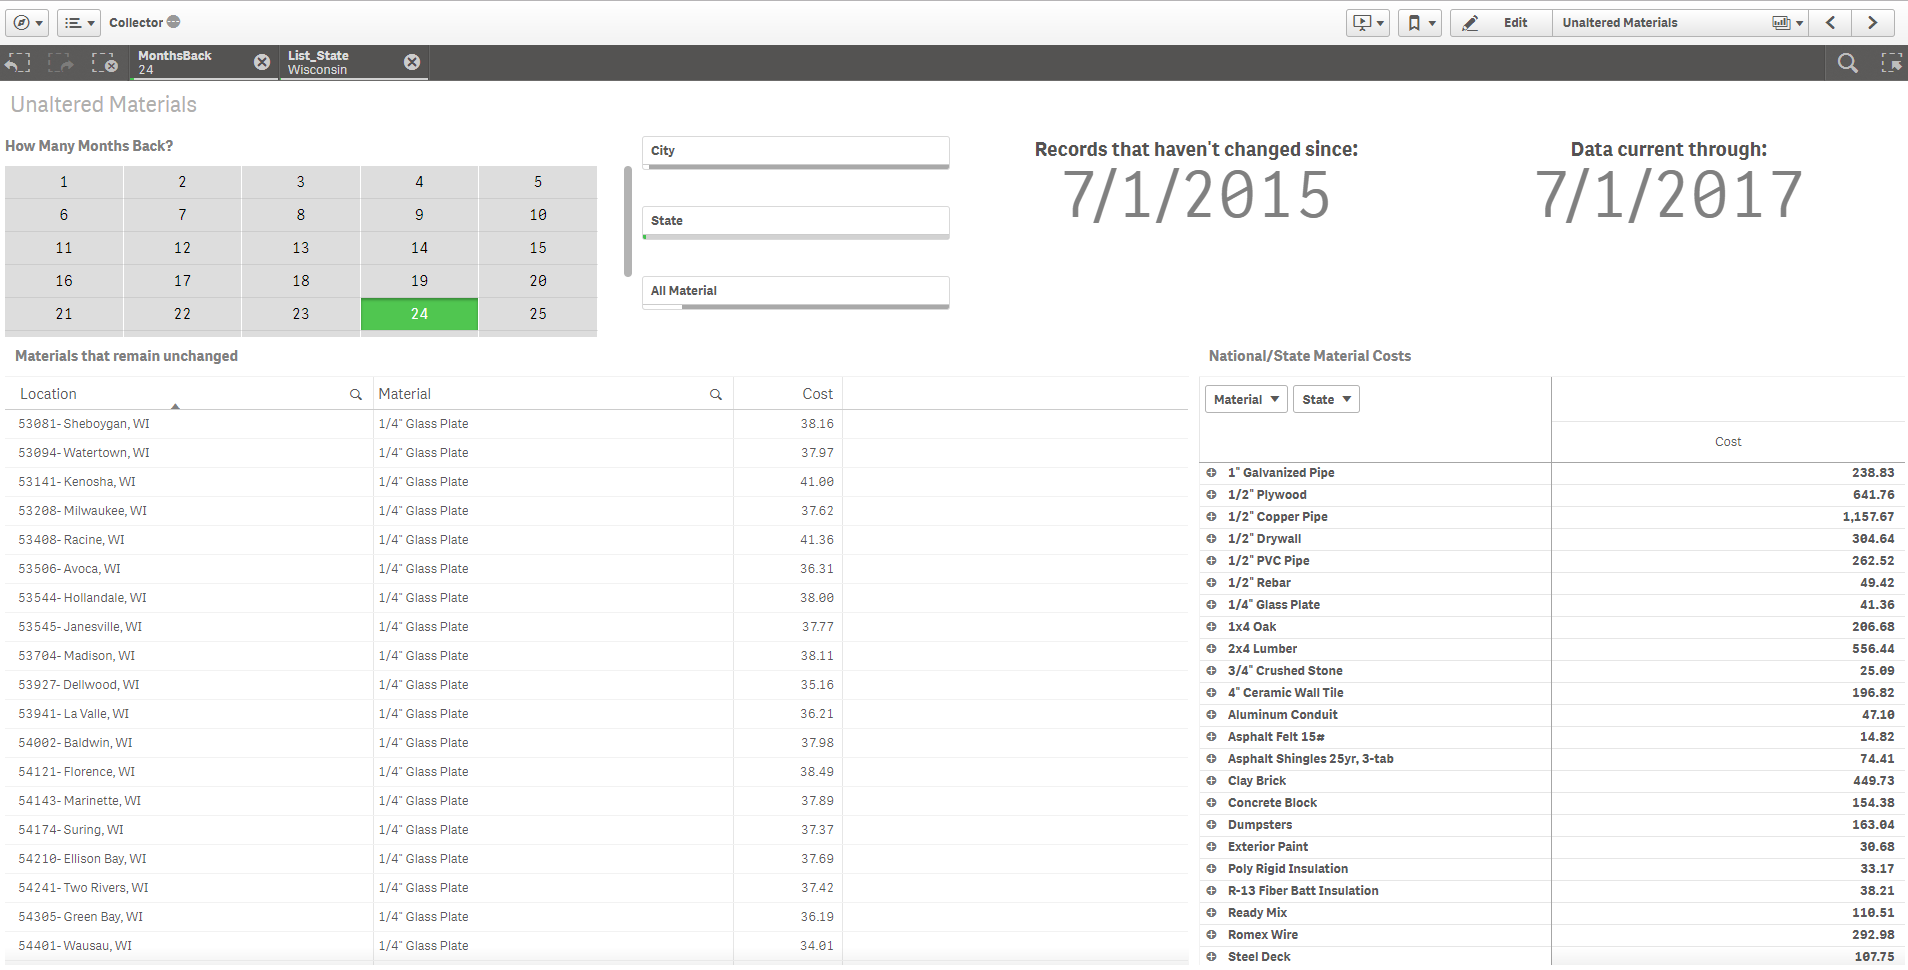 Collector
Edit
Unaltered Materials
MonthsBack
24
List_State
Wisconsin
Unaltered Materials
How Many Months Back?
1 2 3 4 5
6 7 8 9 10
11 12 13 14 15
16 17 18 19 20
21 22 23 24 25
City
State
All Material
Records that haven't changed since:
7/1/2015
Data current through:
7/1/2017
Materials that remain unchanged
Location Material Cost
53081- Sheboygan, WI 1/4" Glass Plate 38.16
53094- Watertown, WI 1/4" Glass Plate 37.97
53141- Kenosha, WI 1/4" Glass Plate 41.00
53208- Milwaukee, WI 1/4" Glass Plate 37.62
53408- Racine, WI 1/4" Glass Plate 41.36
53506- Avoca, WI 1/4" Glass Plate 36.31
53544- Hollandale, WI 1/4" Glass Plate 38.00
53545- Janesville, WI 1/4" Glass Plate 37.77
53704- Madison, WI 1/4" Glass Plate 38.11
53927- Dellwood, WI 1/4" Glass Plate 35.16
53941- La Valle, WI 1/4" Glass Plate 36.21
54002- Baldwin, WI 1/4" Glass Plate 37.98
54121- Florence, WI 1/4" Glass Plate 38.49
54143- Marinette, WI 1/4" Glass Plate 37.89
54174- Suring, WI 1/4" Glass Plate 37.37
54210- Ellison Bay, WI 1/4" Glass Plate 37.69
54241- Two Rivers, WI 1/4" Glass Plate 37.42
54305- Green Bay, WI 1/4" Glass Plate 36.19
54401- Wausau, WI 1/4" Glass Plate 34.01
National/State Material Costs
Material State
Cost
1" Galvanized Pipe 238.83
1/2" Plywood 641.76
1/2" Copper Pipe 1,157.67
1/2" Drywall 304.64
1/2" PVC Pipe 262.52
1/2" Rebar 49.42
1/4" Glass Plate 41.36
1x4 Oak 206.68
2x4 Lumber 556.44
3/4" Crushed Stone 25.09
4" Ceramic Wall Tile 196.82
Aluminum Conduit 47.10
Asphalt Felt 15# 14.82
Asphalt Shingles 25yr, 3-tab 74.41
Clay Brick 449.73
Concrete Block 154.38
Dumpsters 163.04
Exterior Paint 30.68
Poly Rigid Insulation 33.17
R-13 Fiber Batt Insulation 38.21
Ready Mix 110.51
Romex Wire 292.98
Steel Deck 107.75